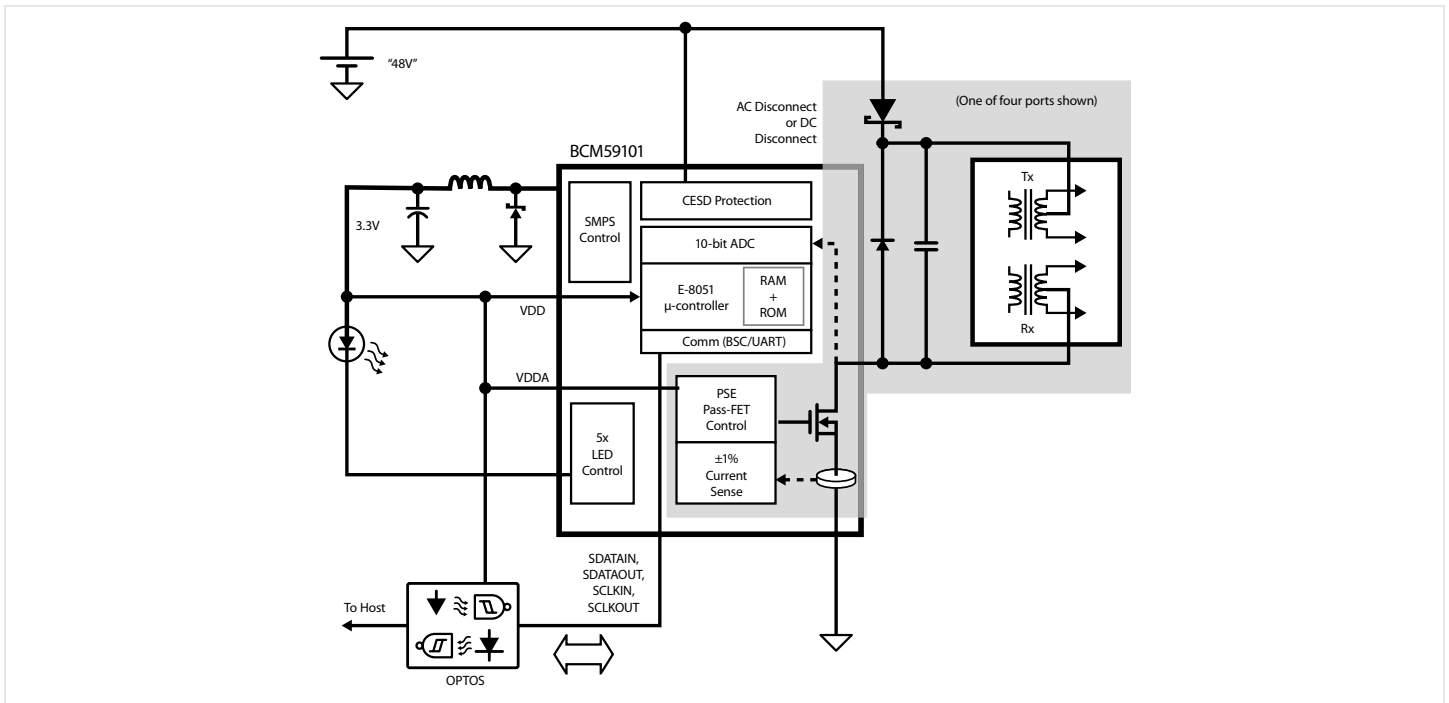 “48V”
(One of four ports shown)
AC Disconnect
or DC
Disconnect
BCM59101
Tx
CESD Protection
SMPS
Control
3.3V
10-bit ADC
E-8051
µ-controller
RAM
+
ROM
VDD
Rx
Comm (BSC/UART)
VDDA
PSE
Pass-FET
Control
5x
LED
Control
±1%
Current
Sense
SDATAIN,
SDATAOUT,
SCLKIN,
SCLKOUT
To Host
OPTOS